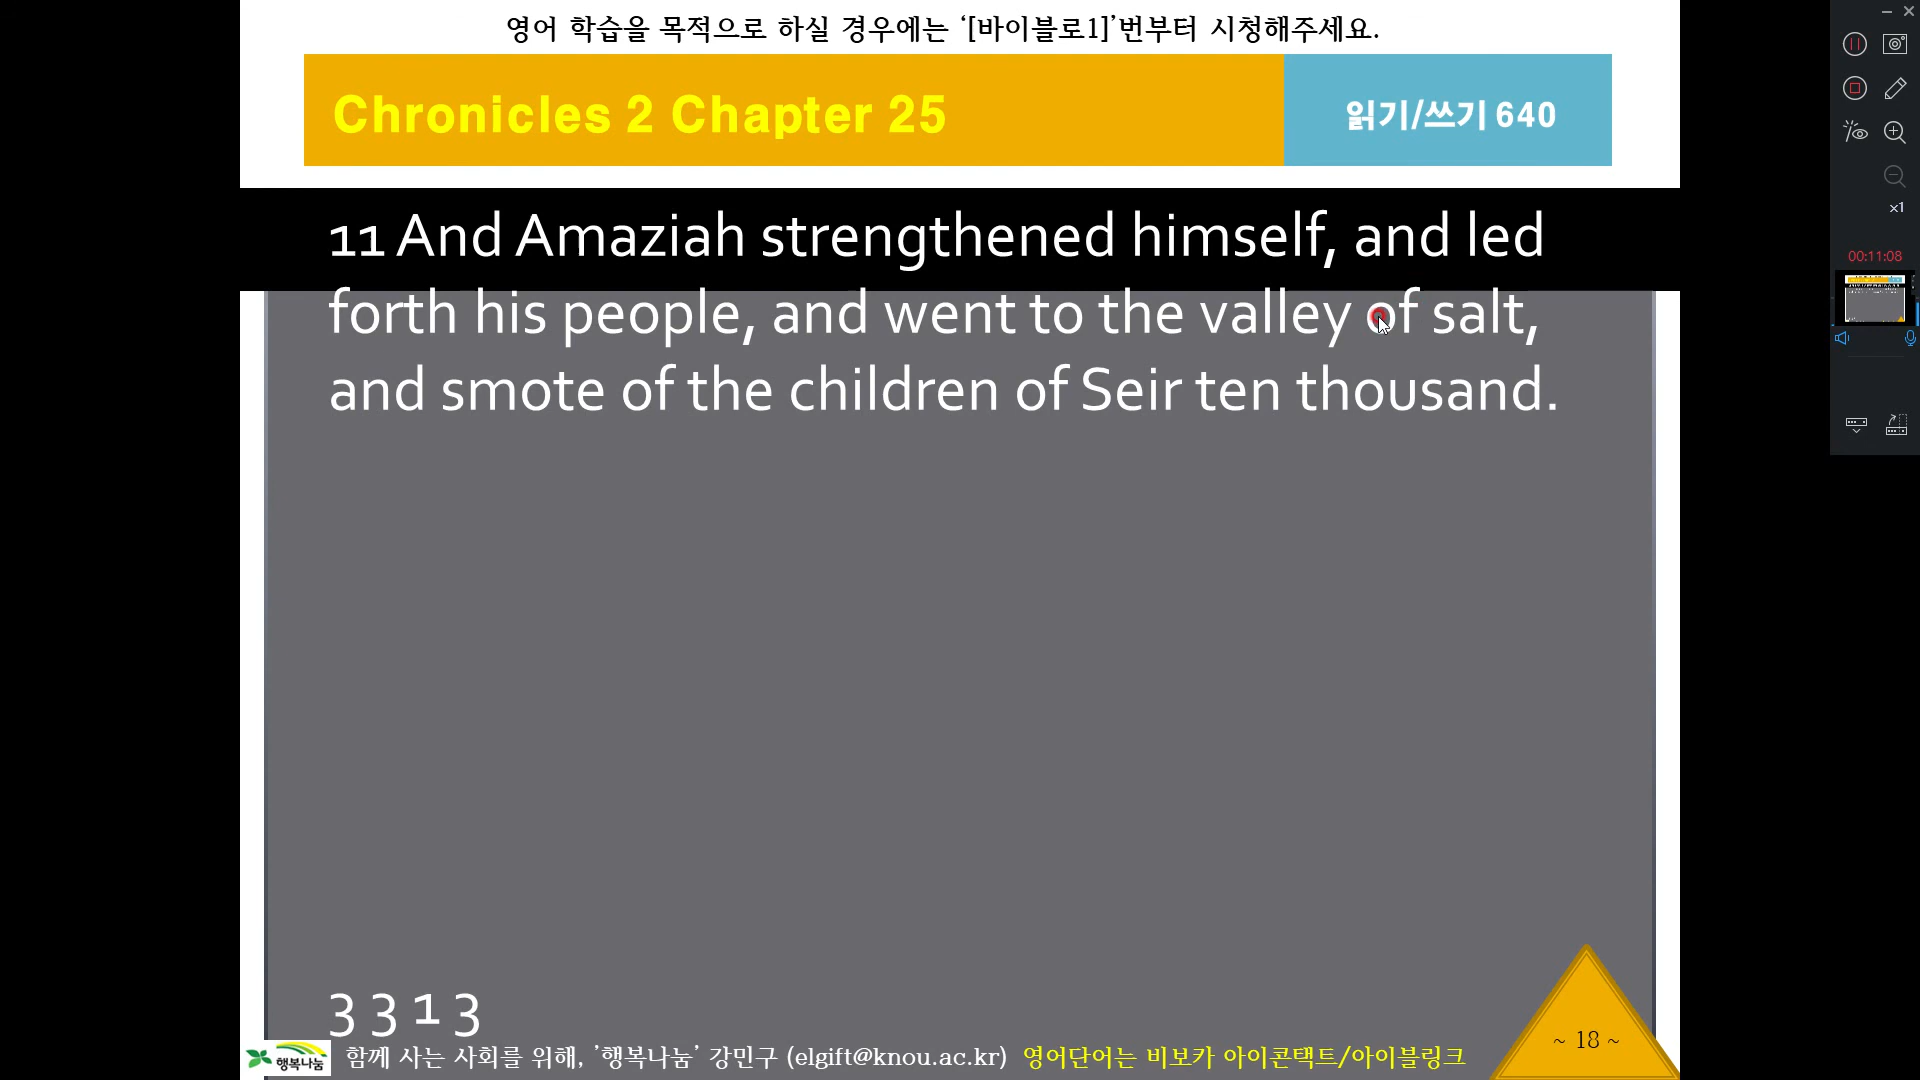 영어 학습을 목적으로 하실 경우에는 ‘[바이블로1]’번부터 시청해주세요.
Chronicles 2 Chapter 25
읽기/쓰기 640
11 And Amaziah strengthened himself, and led
forth his people, and went to the valley of salt,
and smote of the children of Seir ten thousand.
3 3 1 3
행복나눔
함께 사는 사회를 위해, ’행복나눔’ 강민구 (elgift@knou.ac.kr) 영어단어는 비보카 아이콘택트/아이블링크
~ 18 ~
x1
00:11:08